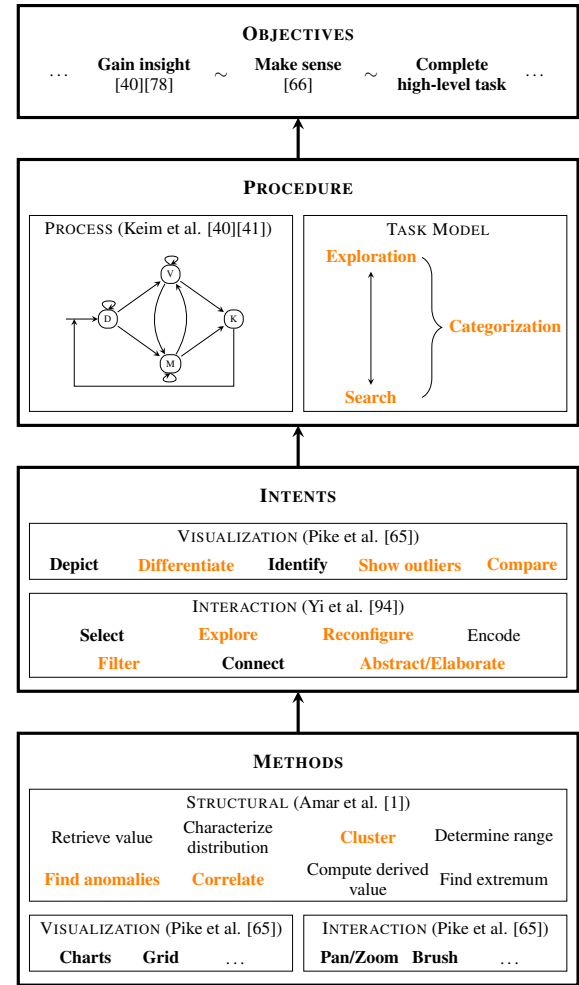 OBJECTIVES
... Gain insight ~ Make sense ~ Complete ...
[40][78] [66] high-level task
PROCEDURE
PROCESS (Keim et al. [40][41])
V
D K
M
TASK MODEL
Exploration
Categorization
Search
INTENTS
VISUALIZATION (Pike et al. [65])
Depict Differentiate Identify Show outliers Compare
INTERACTION (Yi et al. [94])
Select Explore Reconfigure Encode
Filter Connect Abstract/Elaborate
METHODS
STRUCTURAL (Amar et al. [1])
Retrieve value Characterize distribution Cluster Determine range
Find anomalies Correlate Compute derived value Find extremum
VISUALIZATION (Pike et al. [65])
Charts Grid ...
INTERACTION (Pike et al. [65])
Pan/Zoom Brush ...